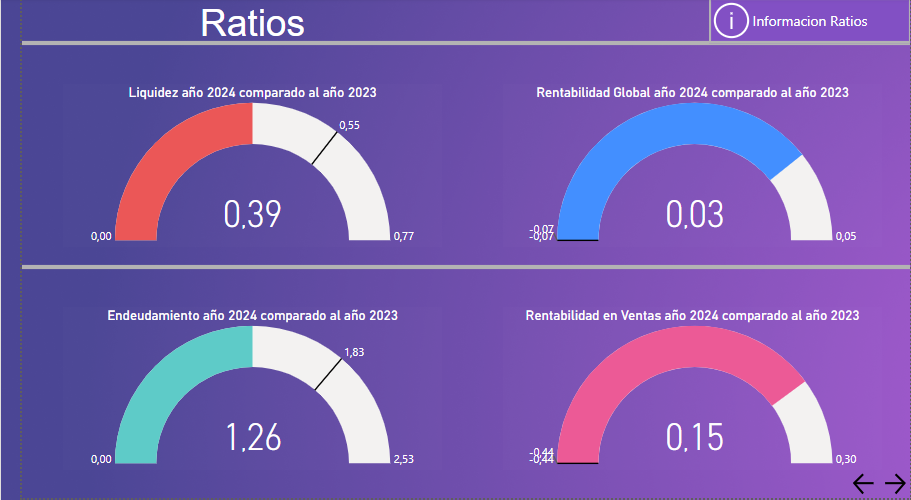 Ratios
i Informacion Ratios
Liquidez año 2024 comparado al año 2023
0,55
0,39
0,00
0,77
Rentabilidad Global año 2024 comparado al año 2023
0,03
-0,07
-0,07
0,05
Endeudamiento año 2024 comparado al año 2023
1,83
1,26
0,00
2,53
Rentabilidad en Ventas año 2024 comparado al año 2023
0,15
-0,44
-0,44
0,30